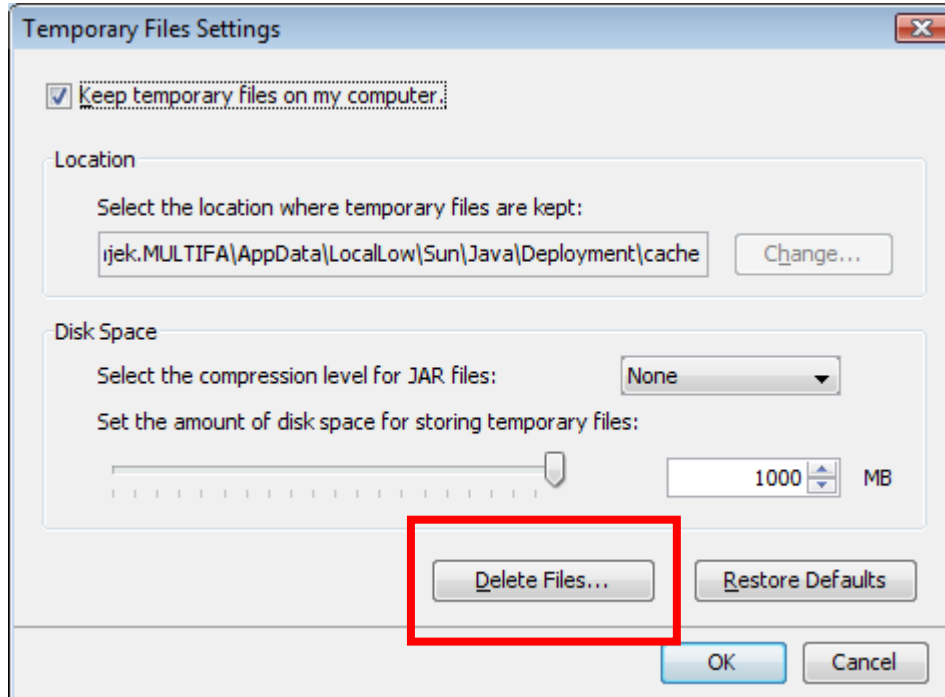 Temporary Files Settings
Keep temporary files on my computer.
Location
Select the location where temporary files are kept:
jek.MULTIFA\AppData\LocalLow\Sun\Java\Deployment\cache
Change...
Disk Space
Select the compression level for JAR files:
None
Set the amount of disk space for storing temporary files:
1000 MB
Delete Files...
Restore Defaults
OK
Cancel